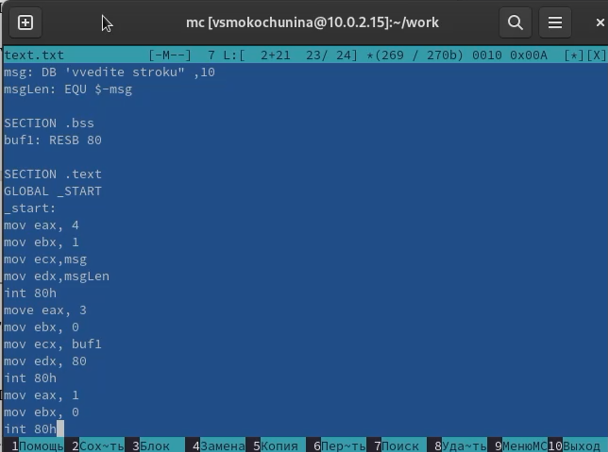 mc [vsmokochunina@10.0.2.15]:~/work
text.txt [-M--] 7 L:[ 2+21 23/ 24] *(269 / 270b) 0010 0x00A [*][X]
msg: DB 'vvedite stroku" ,10
msgLen: EQU $-msg
SECTION .bss
buf1: RESB 80
SECTION .text
GLOBAL _START
_start:
mov eax, 4
mov ebx, 1
mov ecx,msg
mov edx,msgLen
int 80h
move eax, 3
mov ebx, 0
mov ecx, buf1
mov edx, 80
int 80h
mov eax, 1
mov ebx, 0
int 80h
1Помощь 2Сох~ть 3Блок 4Замена 5Копия 6Пер~ть 7Поиск 8Уда~ть 9МенюMC 10Выход